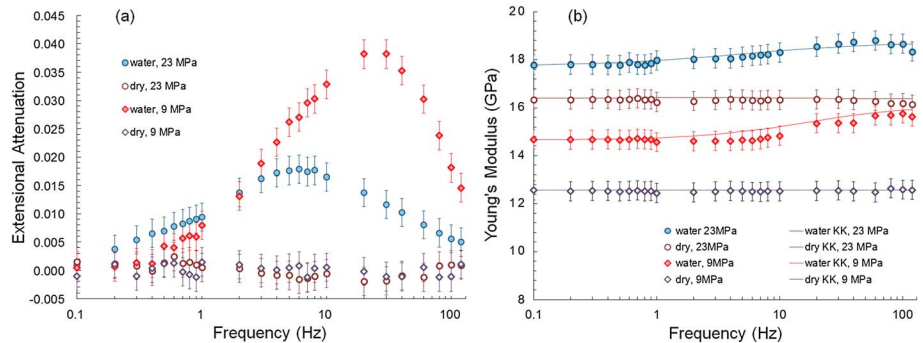 (a)
Extensional Attenuation
0.045
0.040
0.035
0.030
0.025
0.020
0.015
0.010
0.005
0.000
-0.005
water, 23 MPa
dry, 23 MPa
water, 9 MPa
dry, 9 MPa
0.1
1
10
100
Frequency (Hz)
(b)
Young's Modulus (GPa)
20
18
16
14
12
10
8
water 23MPa
dry, 23MPa
water, 9MPa
dry, 9MPa
water KK, 23 MPa
dry KK, 23 MPa
water KK, 9 MPa
dry KK, 9 MPa
0.1
1
10
100
Frequency (Hz)